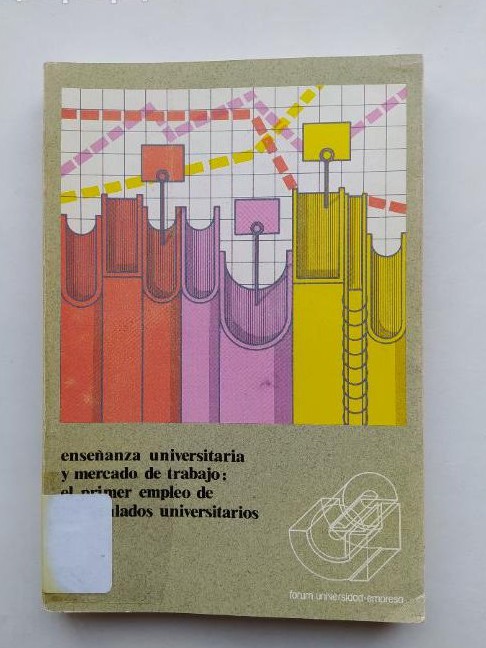 enseñanza universitaria
y mercado de trabajo:
el primer empleo de
universitarios
forum universidad-empresa